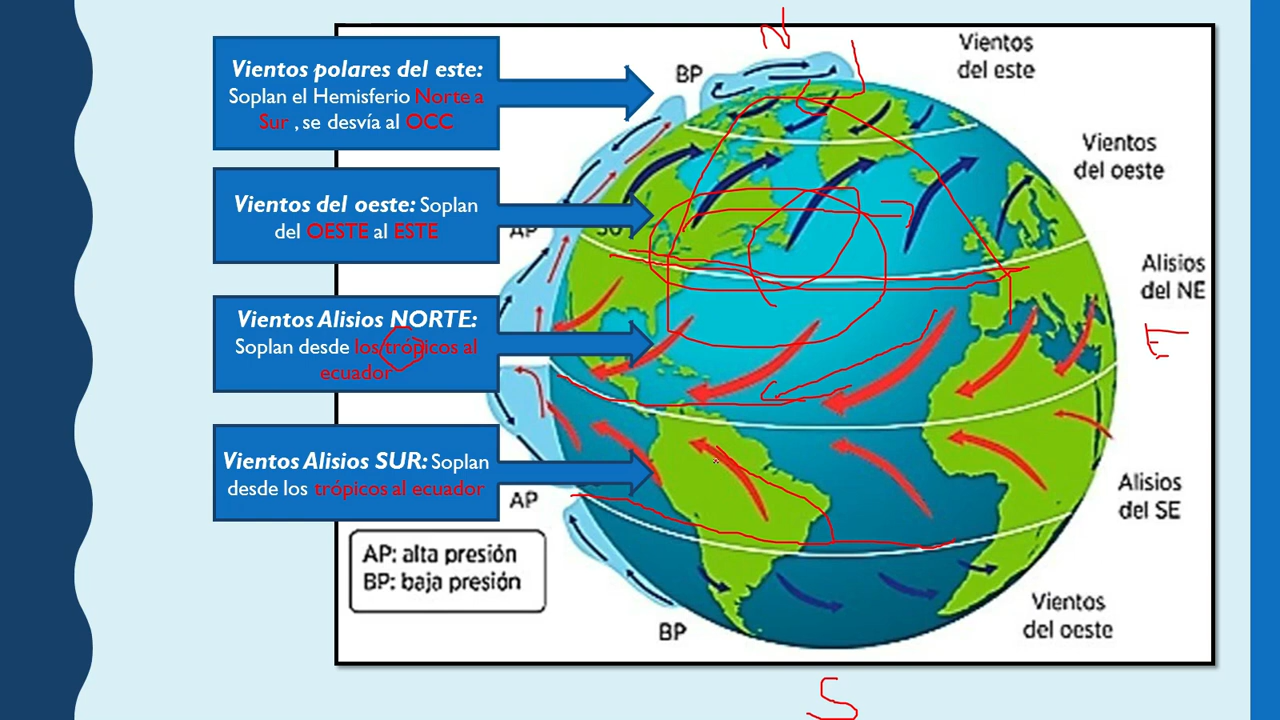 Vientos polares del este:
Soplan el Hemisferio Norte a
Sur , se desvía al OCC
Vientos del oeste: Soplan
del OESTE al ESTE
Vientos Alisios NORTE:
Soplan desde los trópicos al
ecuador
Vientos Alisios SUR: Soplan
desde los trópicos al ecuador
N
BP
Vientos
del este
Vientos
del oeste
AP
Alisios
del NE
E
AP
Alisios
del SE
AP: alta presión
BP: baja presión
Vientos
del oeste
BP
S